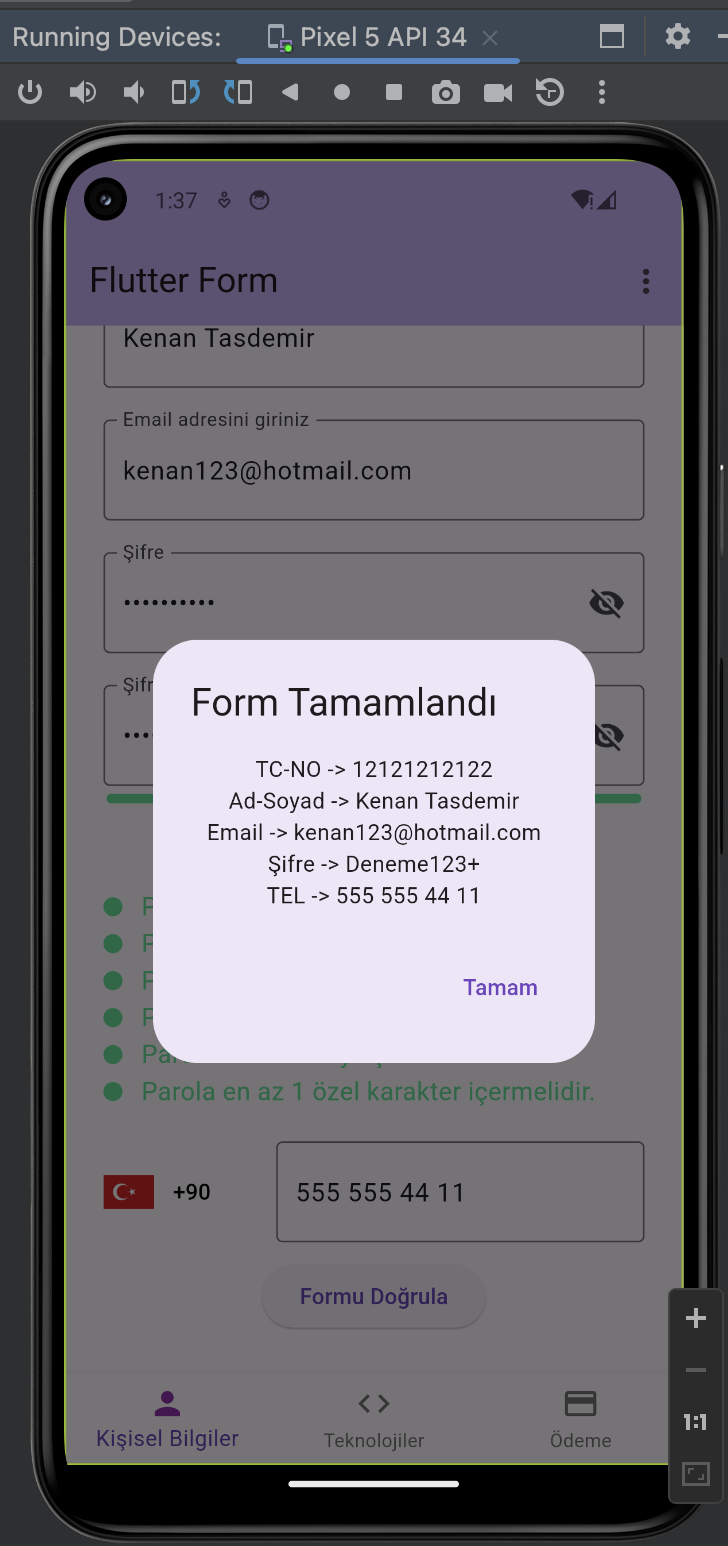 Running Devices:
Pixel 5 API 34
1:37
Flutter Form
Kenan Tasdemir
Email adresini giriniz
kenan123@hotmail.com
Şifre
Şifr
Form Tamamlandı
TC-NO -> 12121212122
Ad-Soyad -> Kenan Tasdemir
Email -> kenan123@hotmail.com
Şifre -> Deneme123+
TEL -> 555 555 44 11
Tamam
Parola en az 1 özel karakter içermelidir.
+90
555 555 44 11
Formu Doğrula
1:1
Kişisel Bilgiler
Teknolojiler
Ödeme